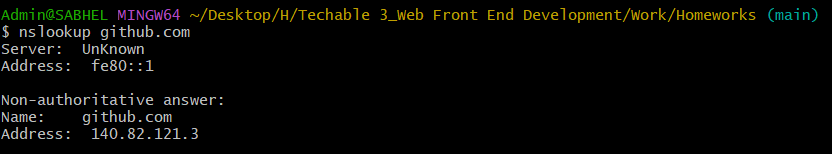 Admin@SABHEL MINGW64 ~/Desktop/H/Techable 3_Web Front End Development/Work/Homeworks (main)
$ nslookup github.com
Server:  UnKnown
Address:  fe80::1

Non-authoritative answer:
Name:    github.com
Address:  140.82.121.3